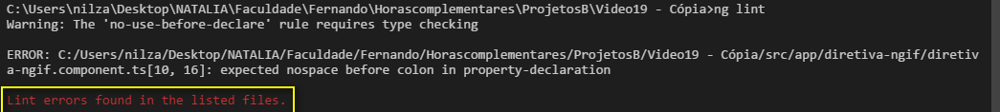 C:\Users\nilza\Desktop\NATALIA\Faculdade\Fernando\Horascomplementares\ProjetosB\Video19 - Cópia>ng lint
Warning: The 'no-use-before-declare' rule requires type checking
ERROR: C:/Users/nilza/Desktop/NATALIA/Faculdade/Fernando/Horascomplementares/ProjetosB/Video19 - Cópia/src/app/diretiva-ngif/diretiv
a-ngif.component.ts[10, 16]: expected nospace before colon in property-declaration
Lint errors found in the listed files.